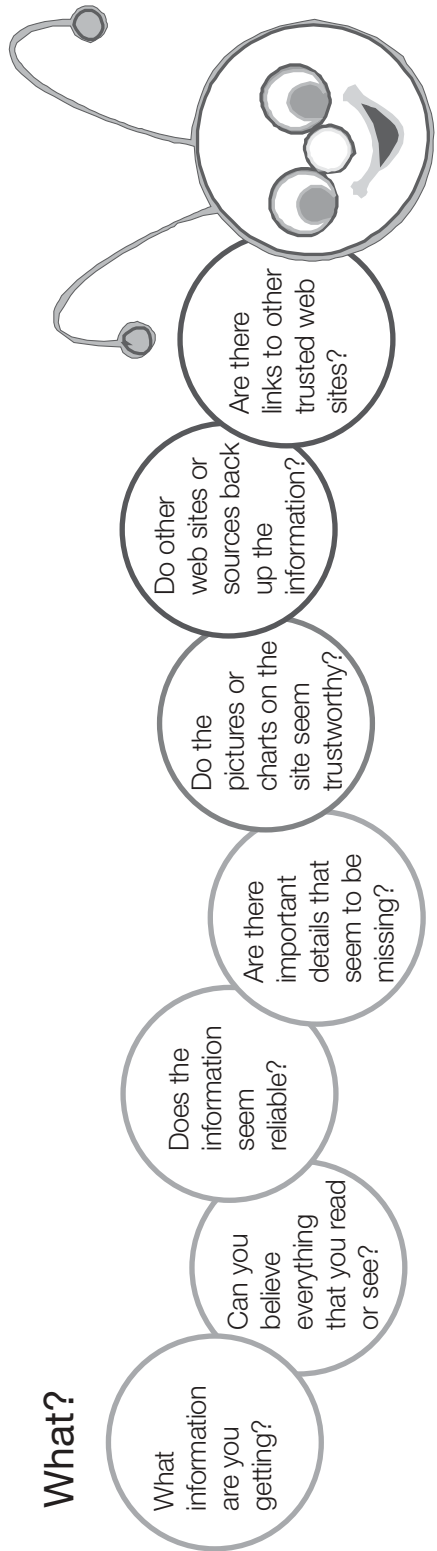 What?
What
information
are you
getting?
Can you
believe
everything
that you read
or see?
Does the
information
seem
reliable?
Are there
important
details that
seem to be
missing?
Do the
pictures or
charts on the
site seem
trustworthy?
Do other
web sites or
sources back
up the
information?
Are there
links to other
trusted web
sites?